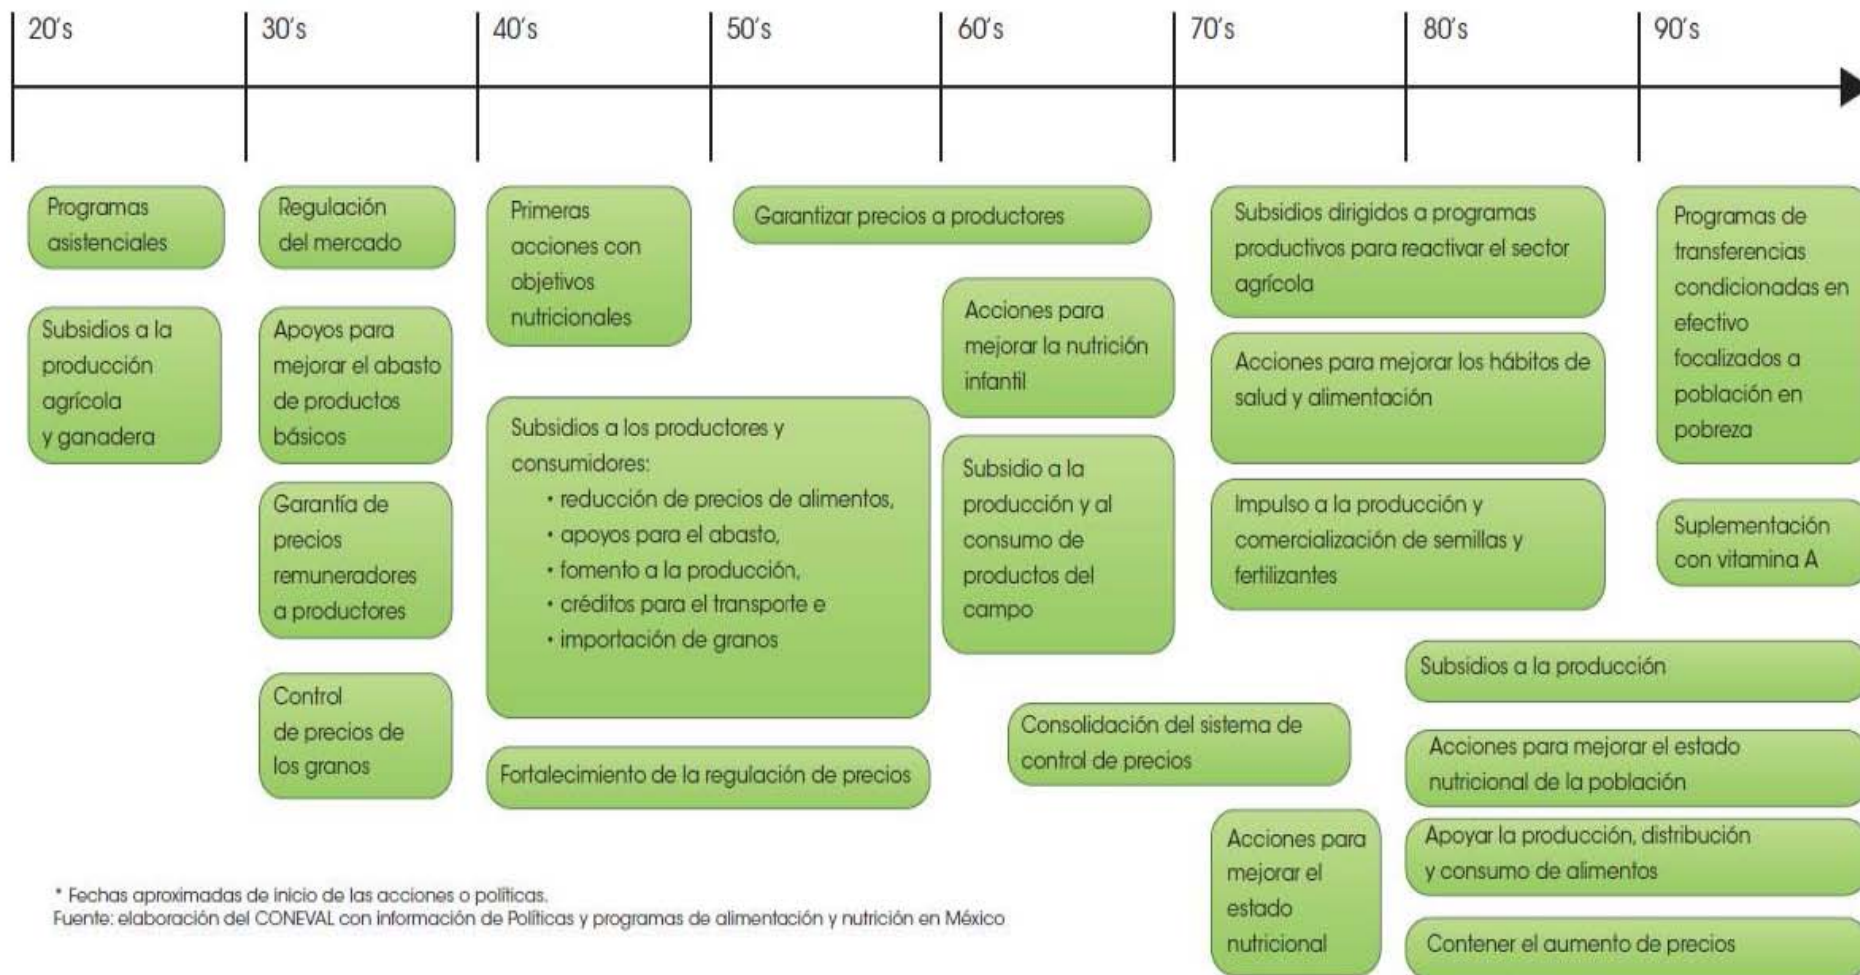 20's
30's
40's
50's
60's
70's
80's
90's
Programas
asistenciales
Subsidios a la
producción
agrícola
y ganadera
Regulación
del mercado
Apoyos para
mejorar el abasto
de productos
básicos
Garantía de
precios
remuneradores
a productores
Control
de precios de
los granos
Primeras
acciones con
objetivos
nutricionales
Subsidios a los productores y
consumidores:
• reducción de precios de alimentos,
• apoyos para el abasto,
• fomento a la producción,
• créditos para el transporte e
• importación de granos
Fortalecimiento de la regulación de precios
Garantizar precios a productores
Acciones para
mejorar la nutrición
infantil
Subsidio a la
producción y al
consumo de
productos del
campo
Consolidación del sistema de
control de precios
Subsidios dirigidos a programas
productivos para reactivar el sector
agrícola
Acciones para mejorar los hábitos de
salud y alimentación
Impulso a la producción y
comercialización de semillas y
fertilizantes
Acciones para
mejorar el
estado
nutricional
Programas de
transferencias
condicionadas en
efectivo
focalizados a
población en
pobreza
Suplementación
con vitamina A
Subsidios a la producción
Acciones para mejorar el estado
nutricional de la población
Apoyar la producción, distribución
y consumo de alimentos
Contener el aumento de precios
* Fechas aproximadas de inicio de las acciones o políticas.
Fuente: elaboración del CONEVAL con información de Políticas y programas de alimentación y nutrición en México